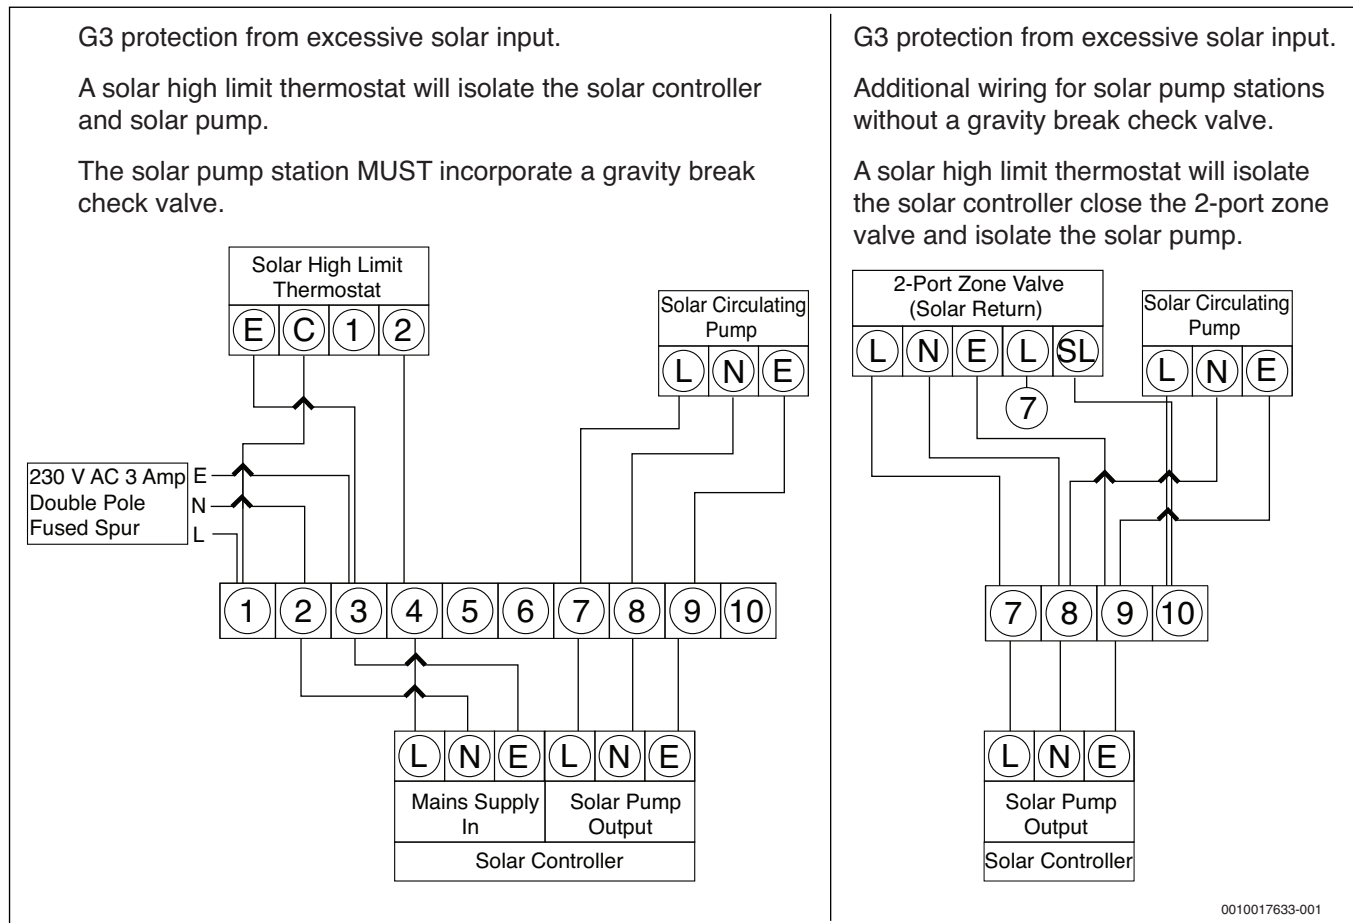 G3 protection from excessive solar input.
A solar high limit thermostat will isolate the solar controller
and solar pump.
The solar pump station MUST incorporate a gravity break
check valve.
Solar High Limit
Thermostat
E C 1 2
Solar Circulating
Pump
L N E
230 V AC 3 Amp E
Double Pole N
Fused Spur L
1 2 3 4 5 6 7 8 9 10
L N E L N E
Mains Supply
In
Solar Pump
Output
Solar Controller
G3 protection from excessive solar input.
Additional wiring for solar pump stations
without a gravity break check valve.
A solar high limit thermostat will isolate
the solar controller close the 2-port zone
valve and isolate the solar pump.
2-Port Zone Valve
(Solar Return)
L N E L SL
7
Solar Circulating
Pump
L N E
7 8 9 10
L N E
Solar Pump
Output
Solar Controller
0010017633-001